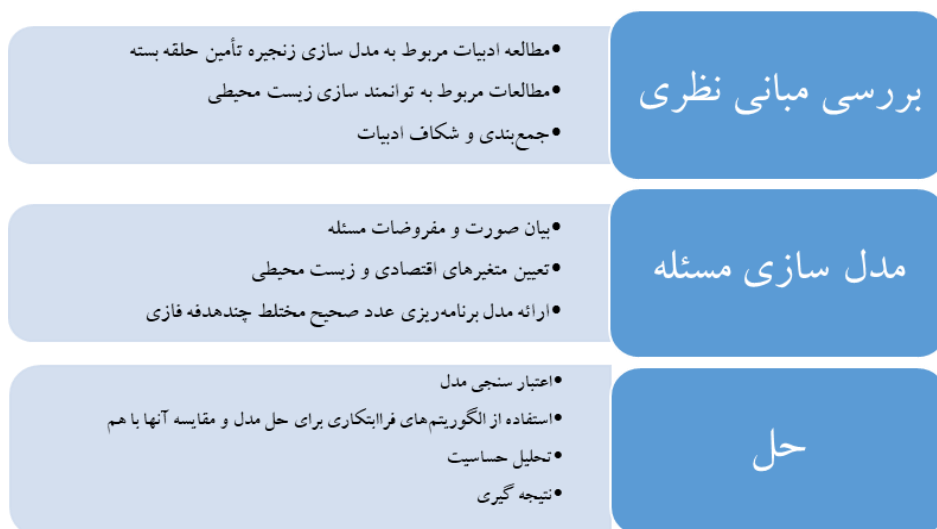 بررسی مبانی نظری
•مطالعه ادبیات مربوط به مدل سازی زنجیره تأمین حلقه بسته
•مطالعات مربوط به توانمند سازی زیست محیطی
•جمع‌بندی و شکاف ادبیات
مدل سازی مسئله
•بیان صورت و مفروضات مسئله
•تعیین متغیرهای اقتصادی و زیست محیطی
•ارائه مدل برنامه‌ریزی عدد صحیح مختلط چندهدفه فازی
حل
•اعتبار سنجی مدل
•استفاده از الگوریتم‌های فراابتکاری برای حل مدل و مقایسه آنها با هم
•تحلیل حساسیت
•نتیجه گیری